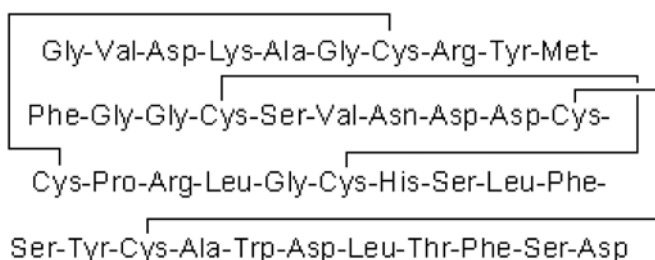 Gly-Val-Asp-Lys-Ala-Gly-Cys-Arg-Tyr-Met-
Phe-Gly-Gly-Cys-Ser-Val-Asn-Asp-Asp-Cys-
Cys-Pro-Arg-Leu-Gly-Cys-His-Ser-Leu-Phe-
Ser-Tyr-Cys-Ala-Trp-Asp-Leu-Thr-Phe-Ser-Asp